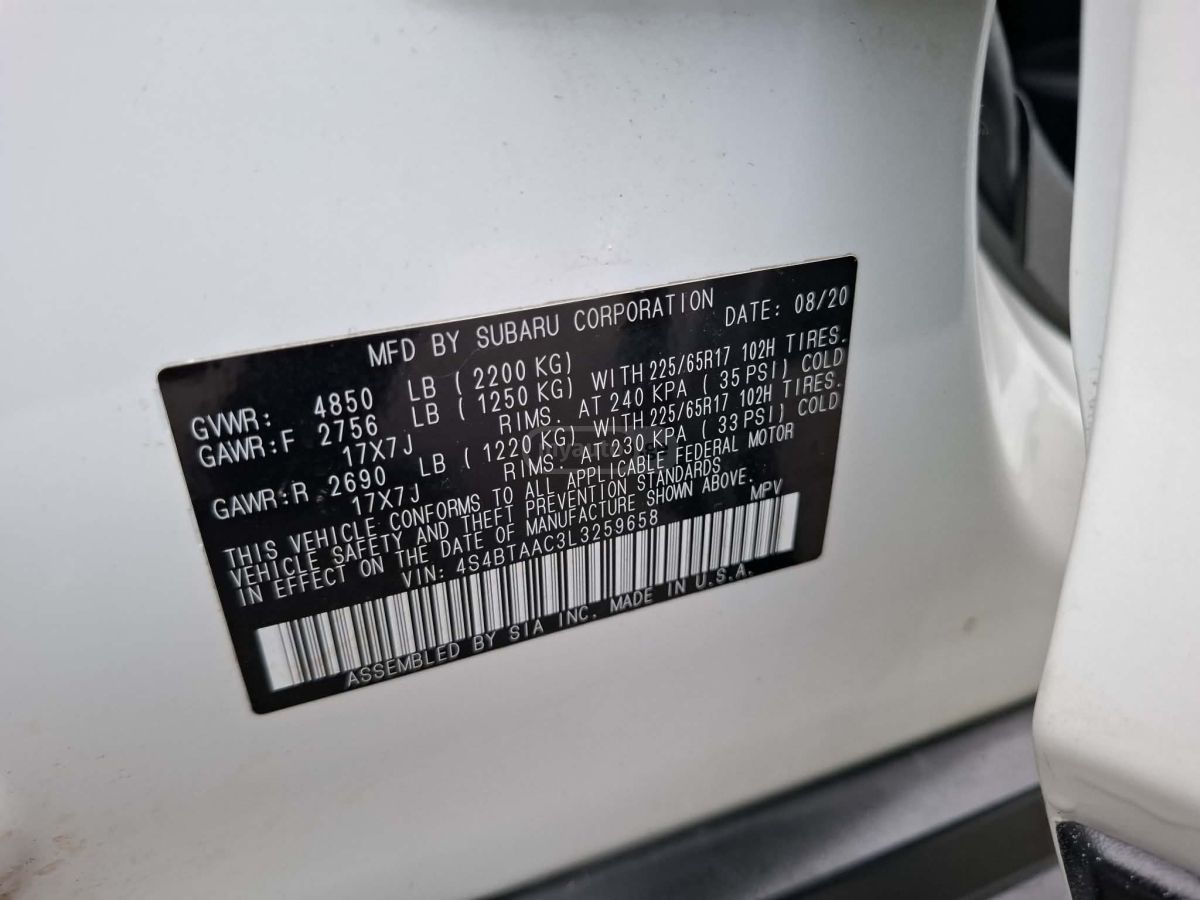 MFD BY SUBARU CORPORATION DATE: 08/20
GVWR: 4850 LB ( 2200 KG)
GAWR:F 2756 LB ( 1250 KG) WITH 225/65R17 102H TIRES.
17X7J RIMS. AT 240 KPA ( 35 PSI) COLD
GAWR:R 2690 LB ( 1220 KG) WITH 225/65R17 102H TIRES.
17X7J RIMS. AT 230 KPA ( 33 PSI) COLD
THIS VEHICLE CONFORMS TO ALL APPLICABLE FEDERAL MOTOR
VEHICLE SAFETY AND THEFT PREVENTION STANDARDS
IN EFFECT ON THE DATE OF MANUFACTURE SHOWN ABOVE.
VIN: 4S4BTAAC3L3259658 MPV
ASSEMBLED BY SIA INC. MADE IN U.S.A.